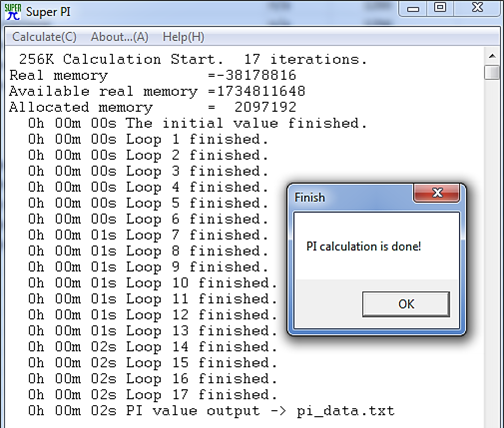 SUPER π Super PI
Calculate(C) About...(A) Help(H)
256K Calculation Start. 17 iterations.
Real memory =-38178816
Available real memory =1734811648
Allocated memory = 2097192
0h 00m 00s The initial value finished.
0h 00m 00s Loop 1 finished.
0h 00m 00s Loop 2 finished.
0h 00m 00s Loop 3 finished.
0h 00m 00s Loop 4 finished.
0h 00m 00s Loop 5 finished.
0h 00m 00s Loop 6 finished.
0h 00m 01s Loop 7 finished.
0h 00m 01s Loop 8 finished.
0h 00m 01s Loop 9 finished.
0h 00m 01s Loop 10 finished.
0h 00m 01s Loop 11 finished.
0h 00m 01s Loop 12 finished.
0h 00m 01s Loop 13 finished.
0h 00m 02s Loop 14 finished.
0h 00m 02s Loop 15 finished.
0h 00m 02s Loop 16 finished.
0h 00m 02s Loop 17 finished.
0h 00m 02s PI value output -> pi_data.txt
Finish
PI calculation is done!
OK